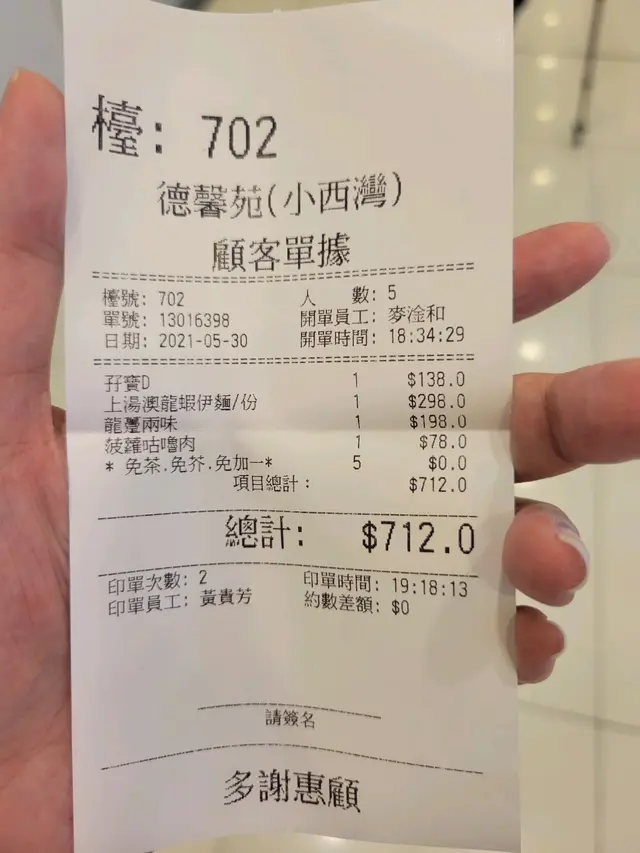 檯: 702
德馨苑(小西灣)
顧客單據
檯號: 702 人 數: 5
單號: 13016398 開單員工: 麥淦和
日期: 2021-05-30 開單時間: 18:34:29
孖寶D 1 $138.0
上湯澳龍蝦伊麵/份 1 $298.0
龍躉兩味 1 $198.0
菠蘿咕嚕肉 1 $78.0
* 免茶.免芥.免加一* 5 $0.0
項目總計: $712.0
總計: $712.0
印單次數: 2 印單時間: 19:18:13
印單員工: 黃貴芳 約數差額: $0
請簽名
多謝惠顧